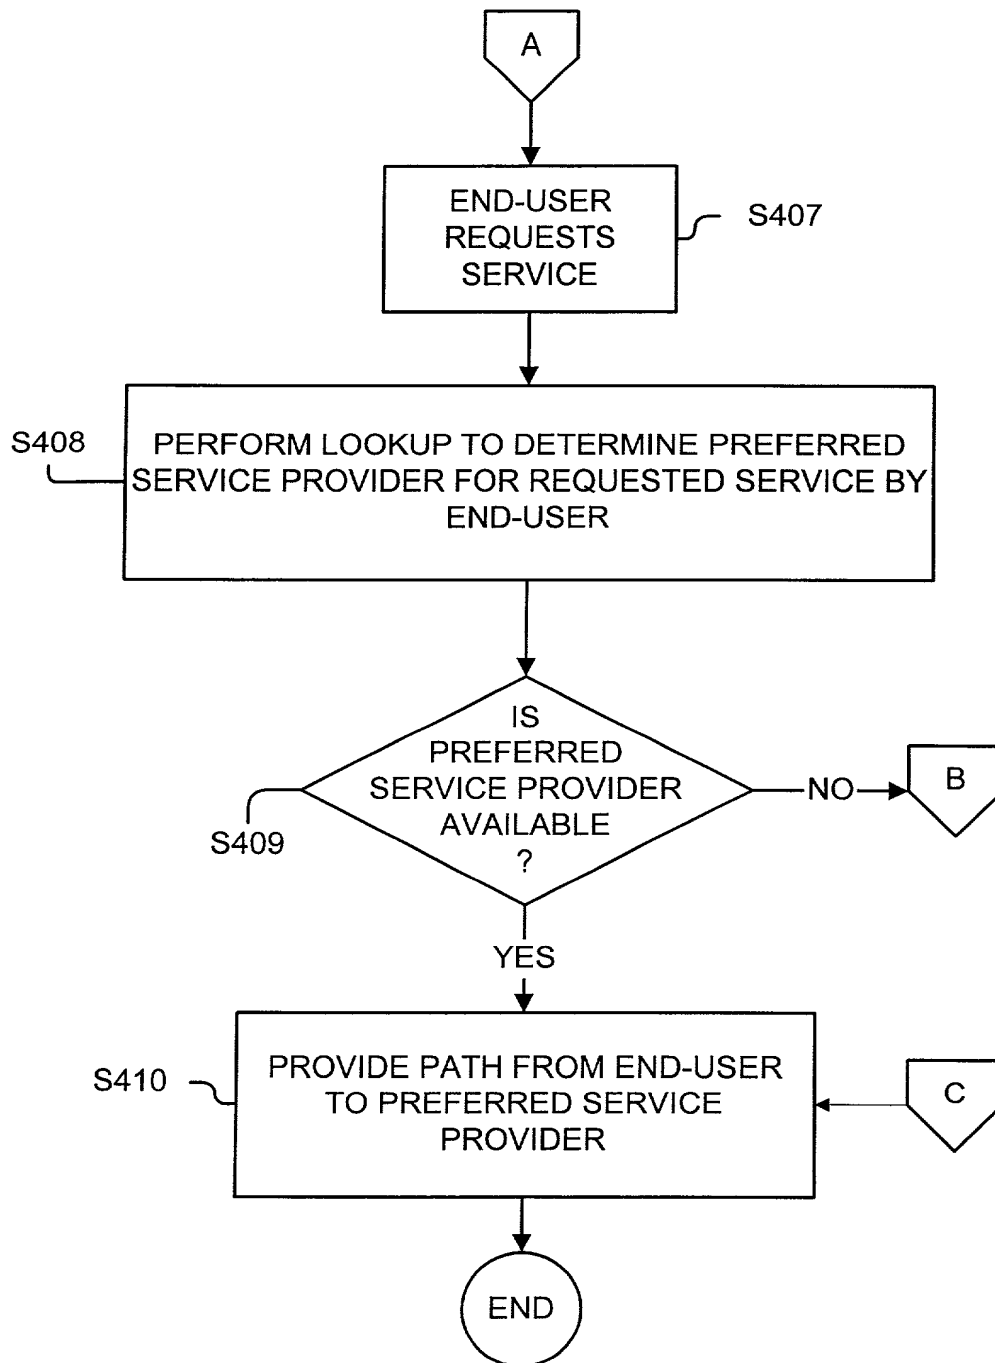 A
END-USER
REQUESTS
SERVICE
S407
S408
PERFORM LOOKUP TO DETERMINE PREFERRED
SERVICE PROVIDER FOR REQUESTED SERVICE BY
END-USER
IS
PREFERRED
SERVICE PROVIDER
AVAILABLE
?
S409
NO
B
YES
S410
PROVIDE PATH FROM END-USER
TO PREFERRED SERVICE
PROVIDER
C
END